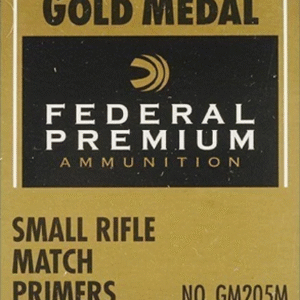 GOLD MEDAL
FEDERAL
PREMIUM
AMMUNITION
SMALL RIFLE
MATCH
PRIMERS
NO. GM205M